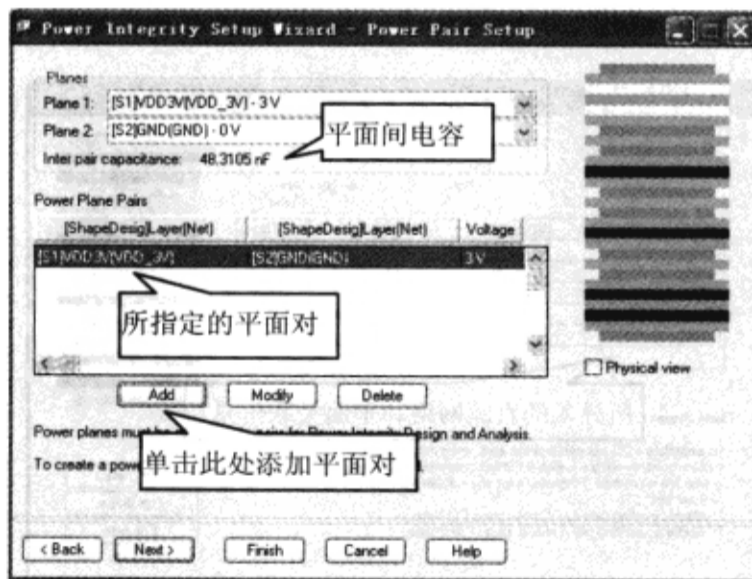 Power Integrity Setup Wizard - Power Pair Setup
Planes
Plane 1: [S1]VDD3V(VDD_3V) - 3 V
Plane 2: [S2]GND(GND) - 0 V
平面间电容
Inter pair capacitance: 48.3105 nF
Power Plane Pairs
[ShapeDesig]Layer(Net) [ShapeDesig]Layer(Net) Voltage
[S1]VDD3V(VDD_3V) [S2]GND(GND) 3 V
所指定的平面对
Physical view
Add Modify Delete
Power planes must be for Power Integrity Design and Analysis.
单击此处添加平面对
To create a
< Back Next > Finish Cancel Help